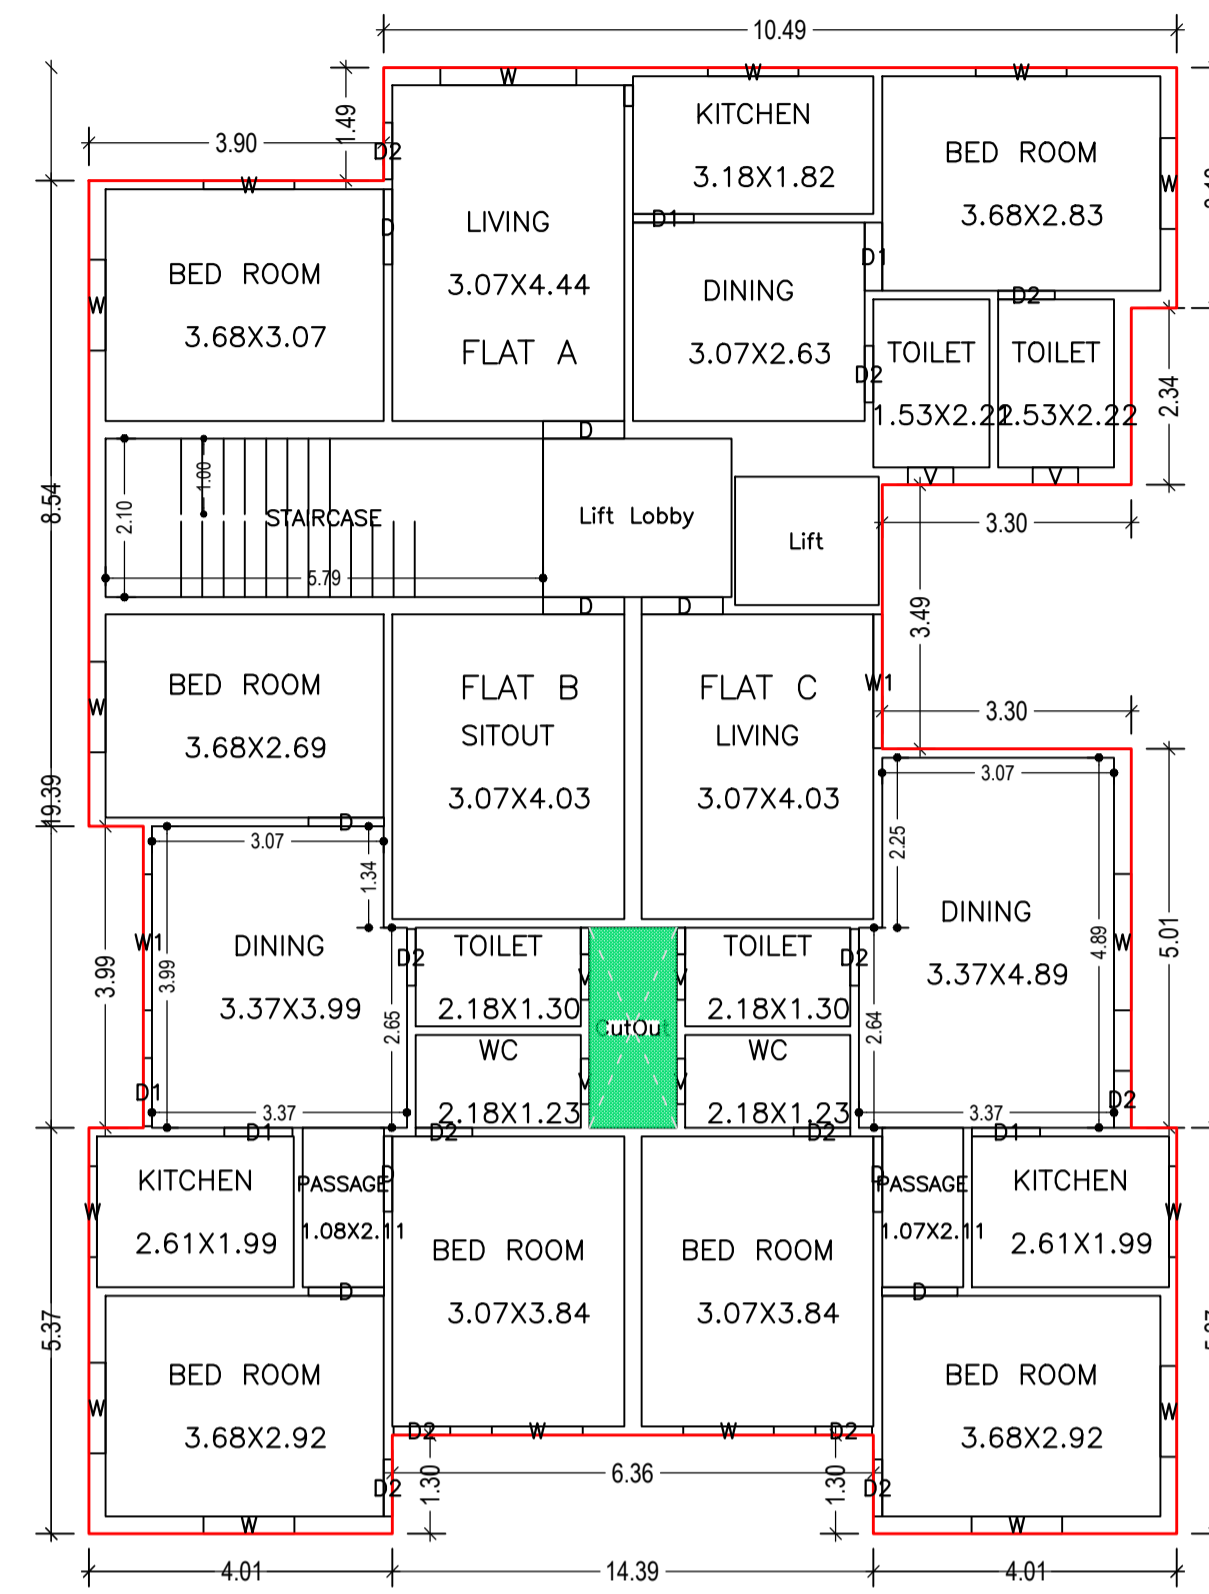 10.49
W
W
W
3.90
1.49
D2
W
KITCHEN
3.18X1.82
BED ROOM
3.68X2.83
W
D
LIVING
3.07X4.44
FLAT A
D1
D1
BED ROOM
3.68X3.07
W
DINING
3.07X2.63
D2
D2
TOILET
TOILET
1.53X2.22
1.53X2.22
2.34
D
V
V
8.54
2.10
1.00
STAIRCASE
Lift Lobby
Lift
3.30
5.79
D
D
3.49
BED ROOM
3.68X2.69
W
FLAT B
SITOUT
3.07X4.03
FLAT C
LIVING
3.07X4.03
W1
3.30
3.07
19.39
D
3.07
1.34
2.25
W1
3.99
3.99
DINING
3.37X3.99
2.65
D2
TOILET
2.18X1.30
V
V
CutOut
TOILET
2.18X1.30
D2
DINING
3.37X4.89
4.89
W
5.01
2.64
WC
2.18X1.23
V
V
WC
2.18X1.23
D1
3.37
3.37
D2
D1
D2
D2
D1
KITCHEN
2.61X1.99
W
PASSAGE
1.08X2.11
D
D
PASSAGE
1.07X2.11
KITCHEN
2.61X1.99
W
BED ROOM
3.07X3.84
BED ROOM
3.07X3.84
D
D
5.37
BED ROOM
3.68X2.92
W
BED ROOM
3.68X2.92
W
D2
W
W
D2
D2
1.30
6.36
1.30
D2
W
W
4.01
14.39
4.01